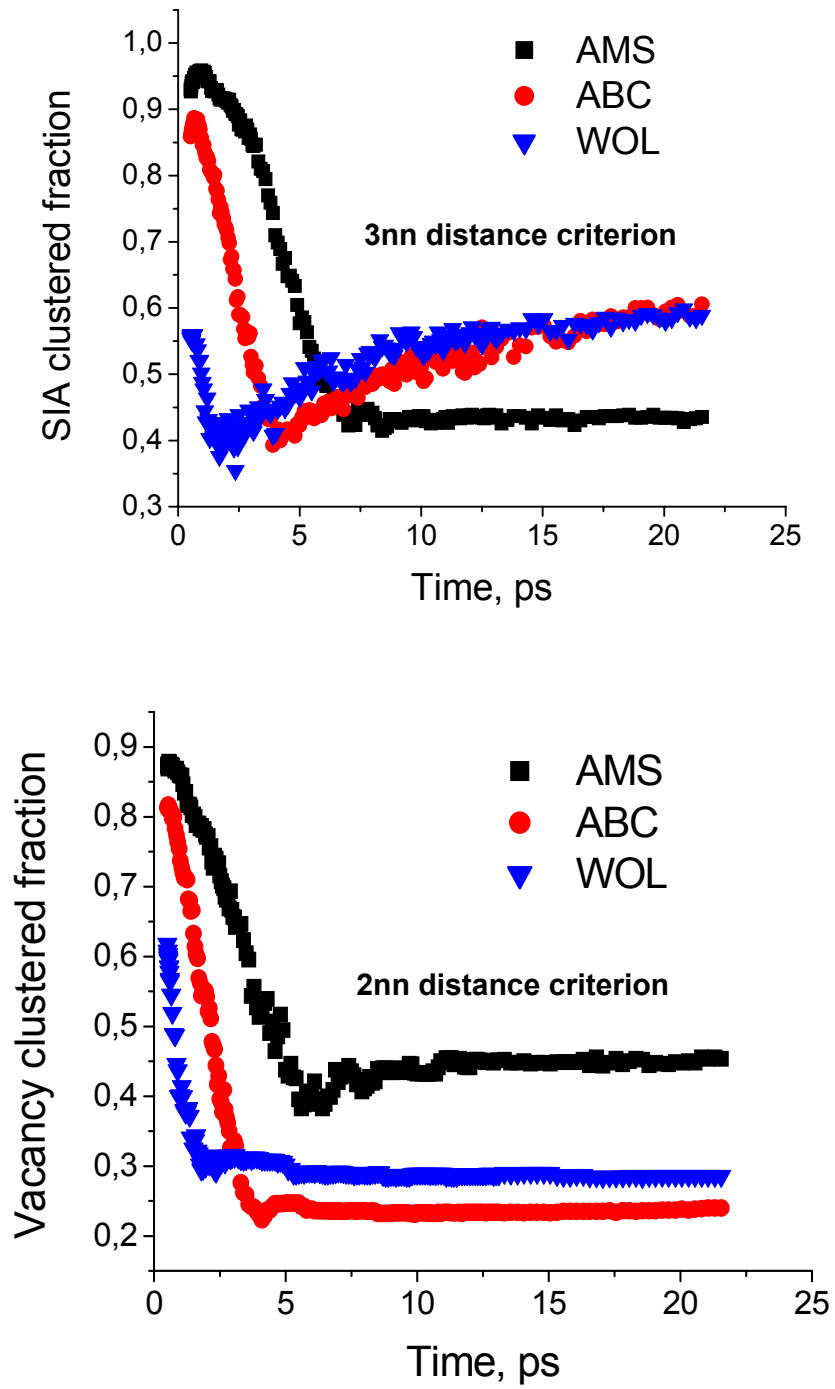 1,0
0,9
0,8
0,7
0,6
0,5
0,4
0,3
SIA clustered fraction
AMS
ABC
WOL
3nn distance criterion
0 5 10 15 20 25
Time, ps
0,9
0,8
0,7
0,6
0,5
0,4
0,3
0,2
Vacancy clustered fraction
AMS
ABC
WOL
2nn distance criterion
0 5 10 15 20 25
Time, ps